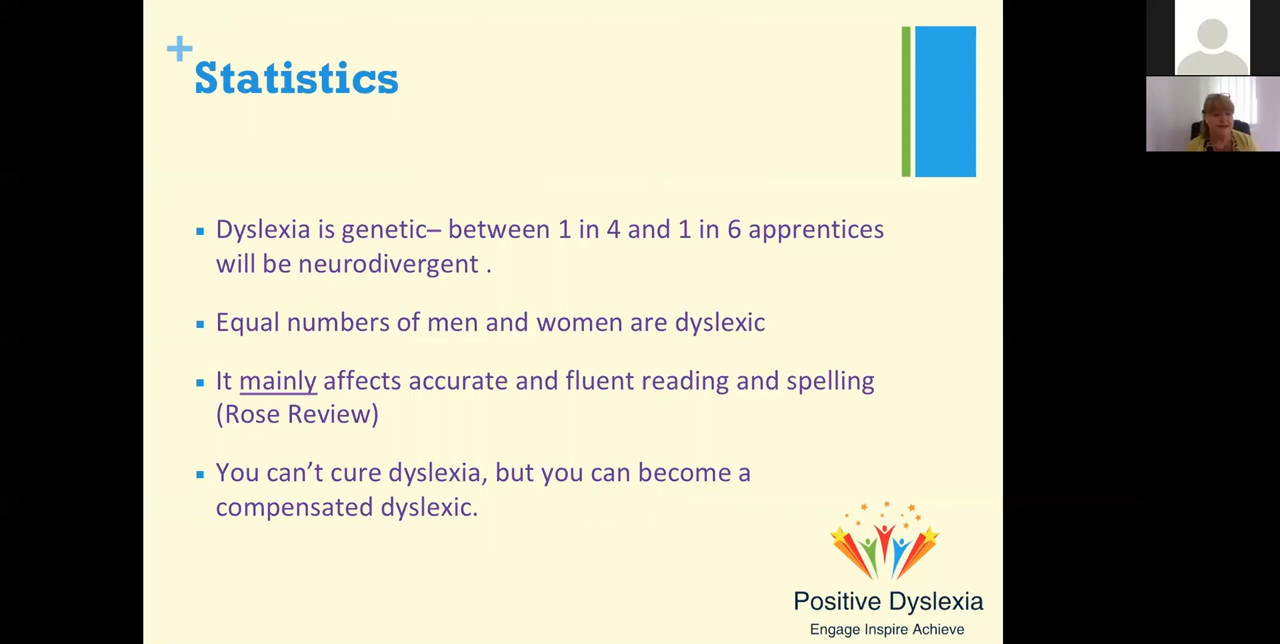 +
Statistics
▪ Dyslexia is genetic– between 1 in 4 and 1 in 6 apprentices
will be neurodivergent .
▪ Equal numbers of men and women are dyslexic
▪ It mainly affects accurate and fluent reading and spelling
(Rose Review)
▪ You can’t cure dyslexia, but you can become a
compensated dyslexic.
Positive Dyslexia
Engage Inspire Achieve